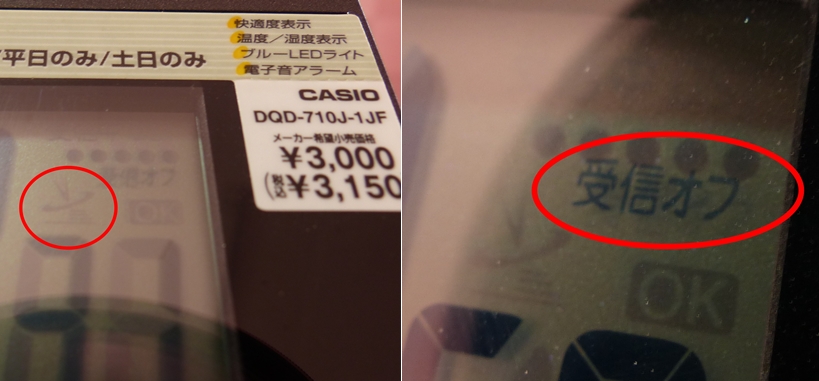 快適度表示
温度／湿度表示
ブルーLEDライト
電子音アラーム
/平日のみ/土日のみ
CASIO
DQD-710J-1JF
メーカー希望小売価格
¥3,000
(税込¥3,150
受信オフ
OK
受信オフ
OK